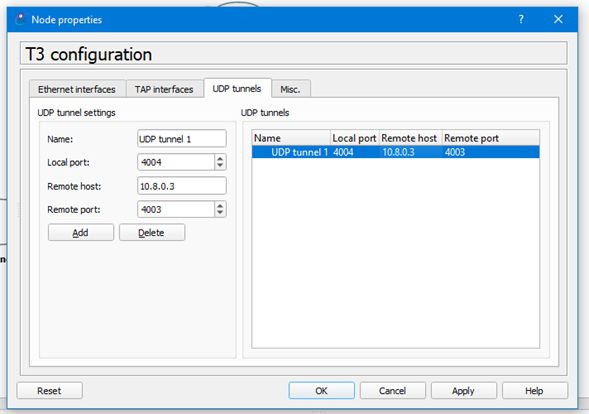 Node properties
?
T3 configuration
Ethernet interfaces TAP interfaces UDP tunnels Misc.
UDP tunnel settings
Name: UDP tunnel 1
Local port: 4004
Remote host: 10.8.0.3
Remote port: 4003
Add Delete
UDP tunnels
Name Local port Remote host Remote port
UDP tunnel 1 4004 10.8.0.3 4003
Reset OK Cancel Apply Help